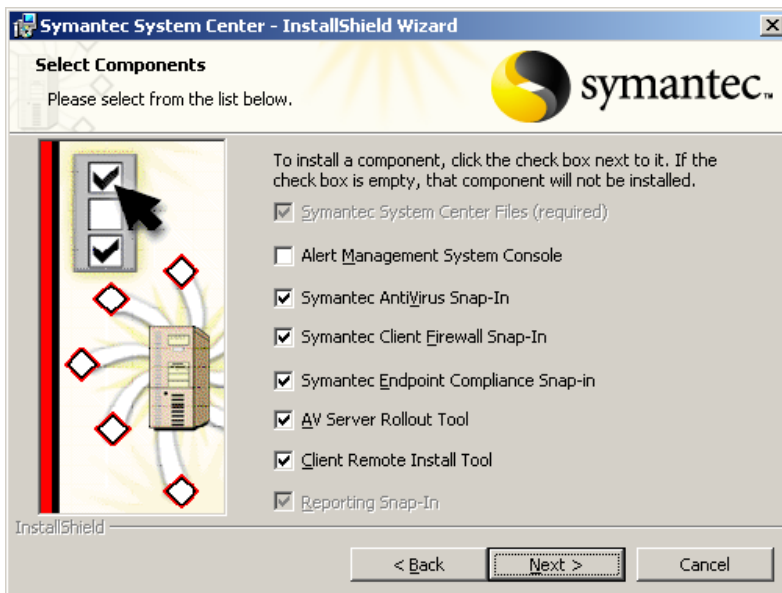 Symantec System Center - InstallShield Wizard
Select Components
Please select from the list below.
symantec.™
To install a component, click the check box next to it. If the
check box is empty, that component will not be installed.
Symantec System Center Files (required)
Alert Management System Console
Symantec AntiVirus Snap-In
Symantec Client Firewall Snap-In
Symantec Endpoint Compliance Snap-in
AV Server Rollout Tool
Client Remote Install Tool
Reporting Snap-In
InstallShield
< Back
Next >
Cancel